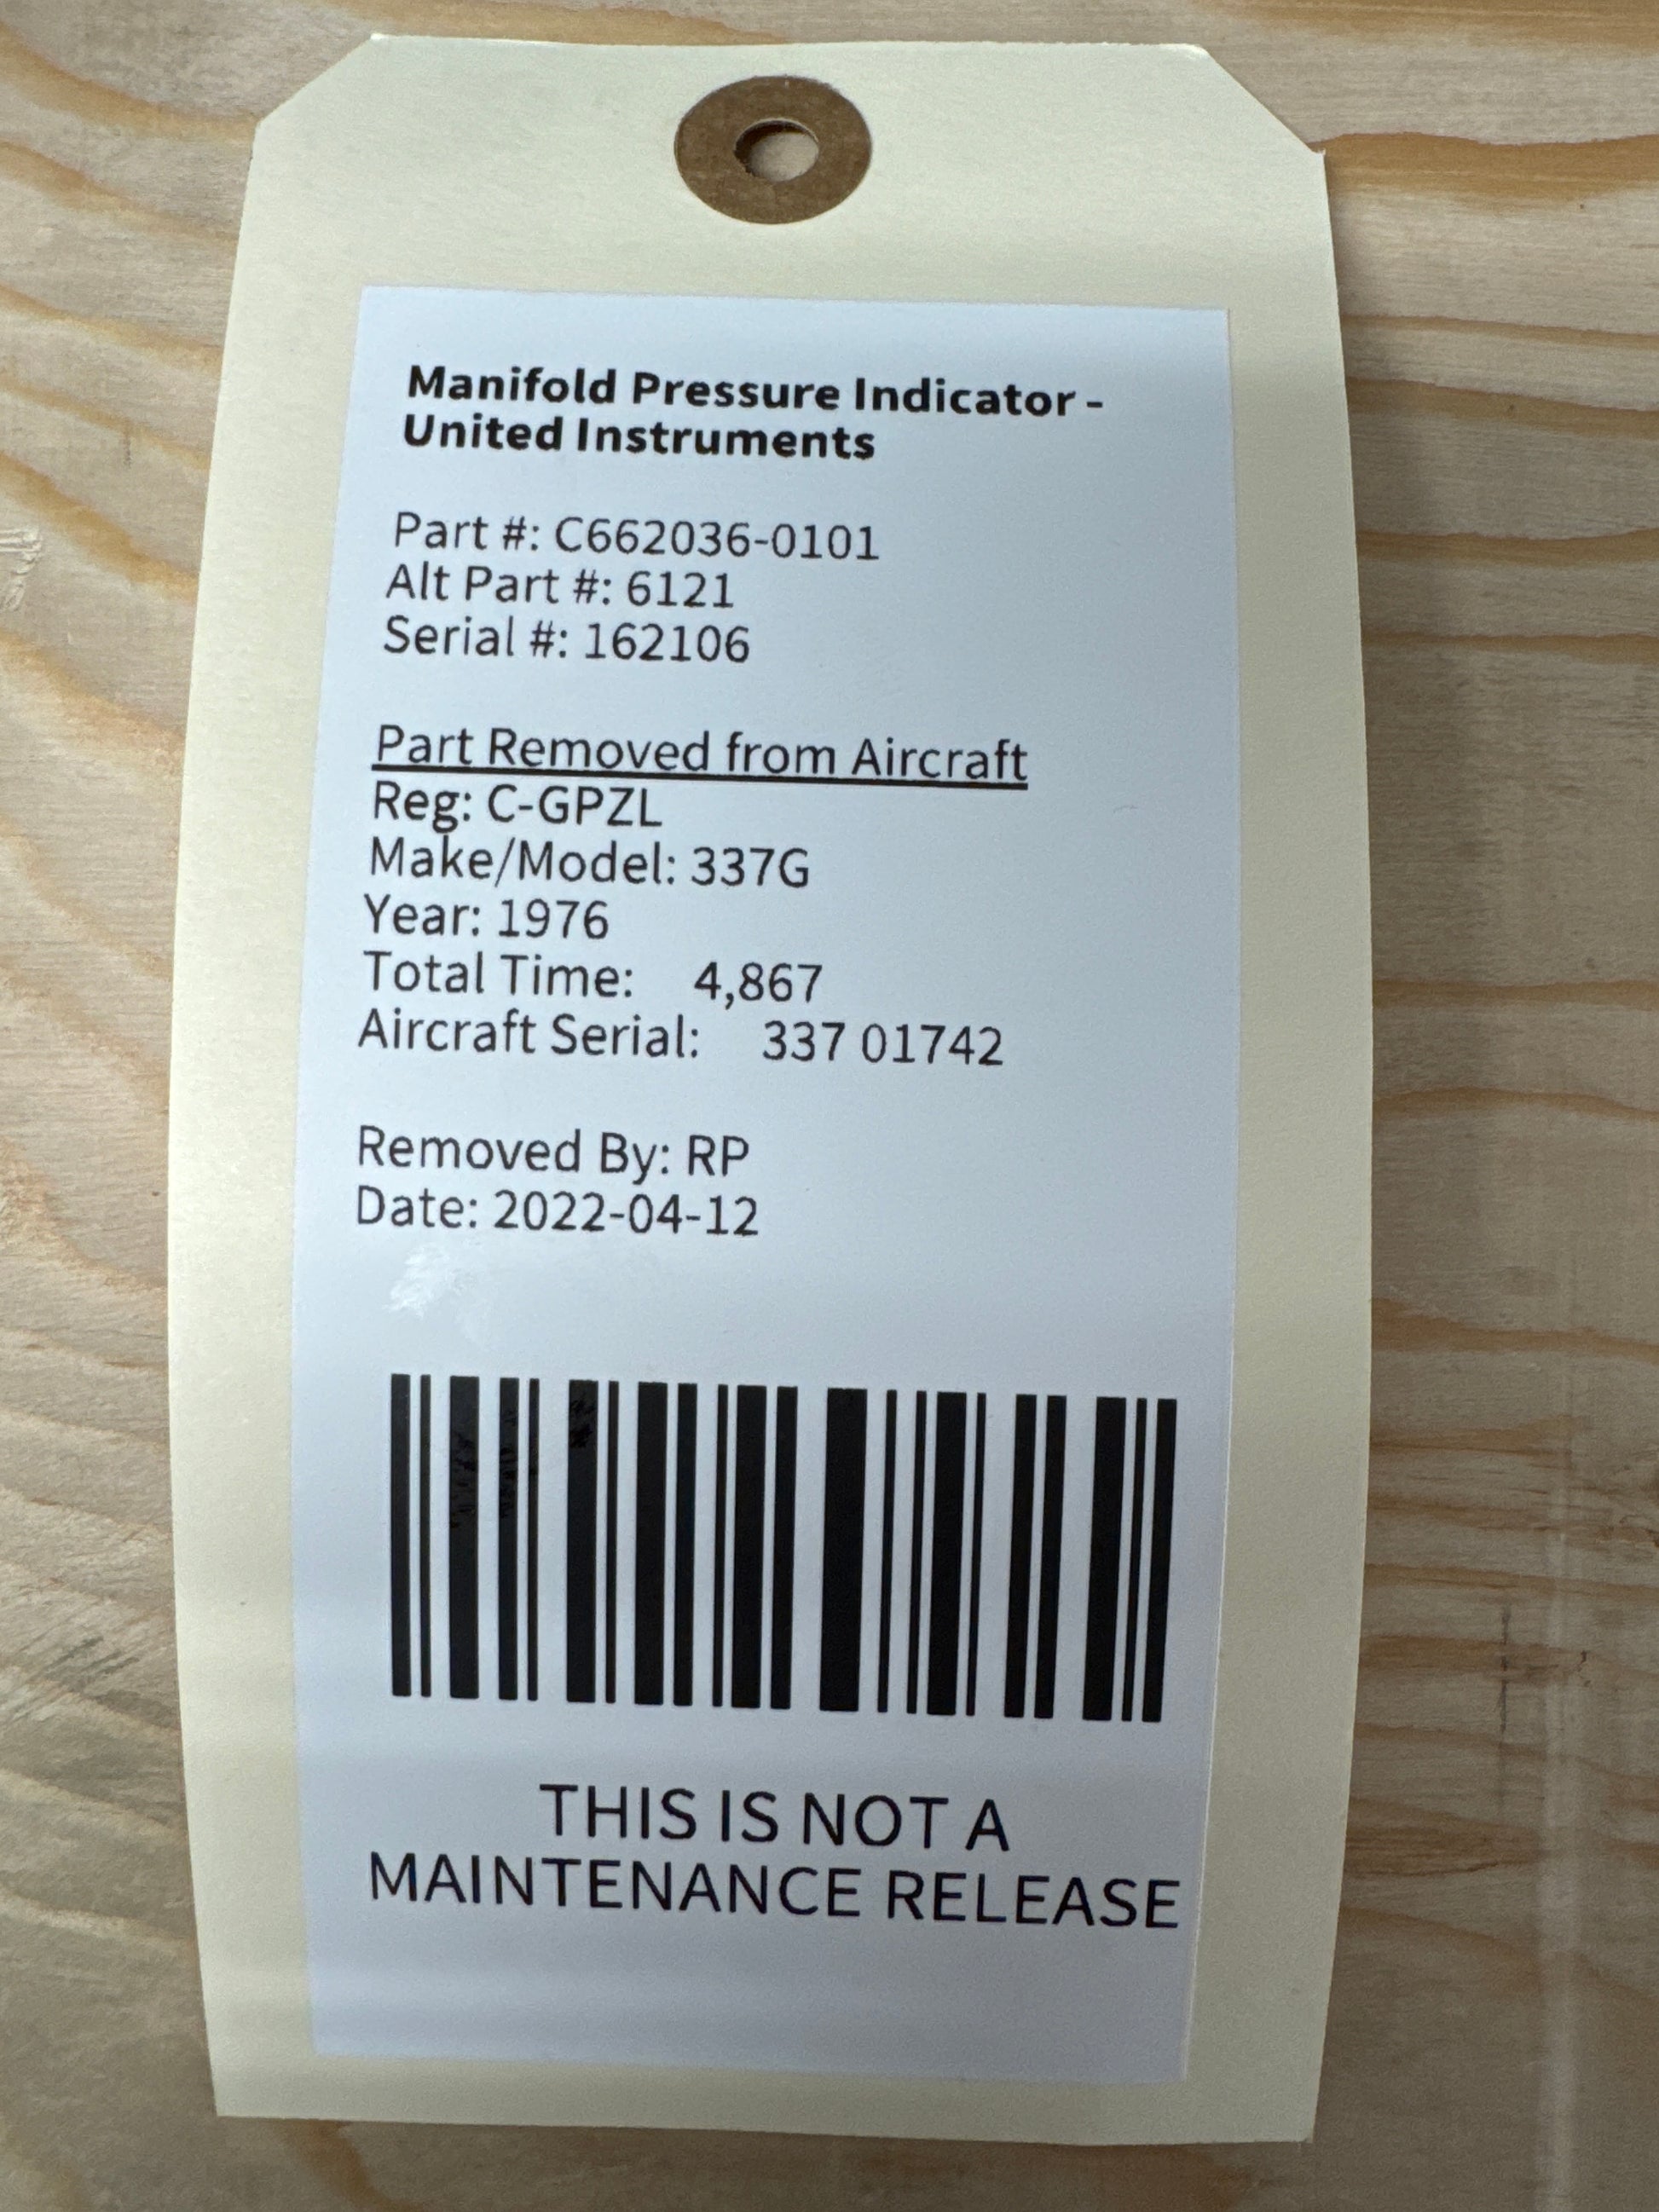 Manifold Pressure Indicator -
United Instruments
Part #: C662036-0101
Alt Part #: 6121
Serial #: 162106
Part Removed from Aircraft
Reg: C-GPZL
Make/Model: 337G
Year: 1976
Total Time: 4,867
Aircraft Serial: 337 01742
Removed By: RP
Date: 2022-04-12
THIS IS NOT A
MAINTENANCE RELEASE